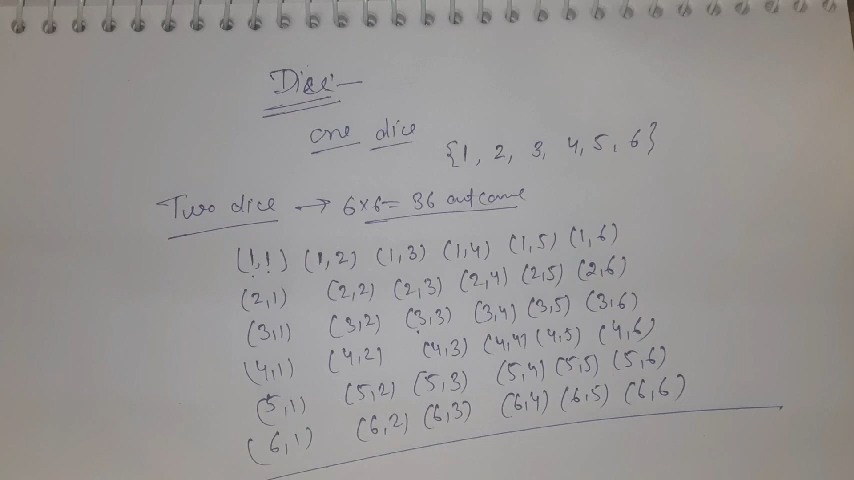 Dice —
one dice
{1, 2, 3, 4, 5, 6}
Two dice → 6×6= 36 outcome
(1,1) (1,2) (1,3) (1,4) (1,5) (1,6)
(2,1) (2,2) (2,3) (2,4) (2,5) (2,6)
(3,1) (3,2) (3,3) (3,4) (3,5) (3,6)
(4,1) (4,2) (4,3) (4,4) (4,5) (4,6)
(5,1) (5,2) (5,3) (5,4) (5,5) (5,6)
(6,1) (6,2) (6,3) (6,4) (6,5) (6,6)